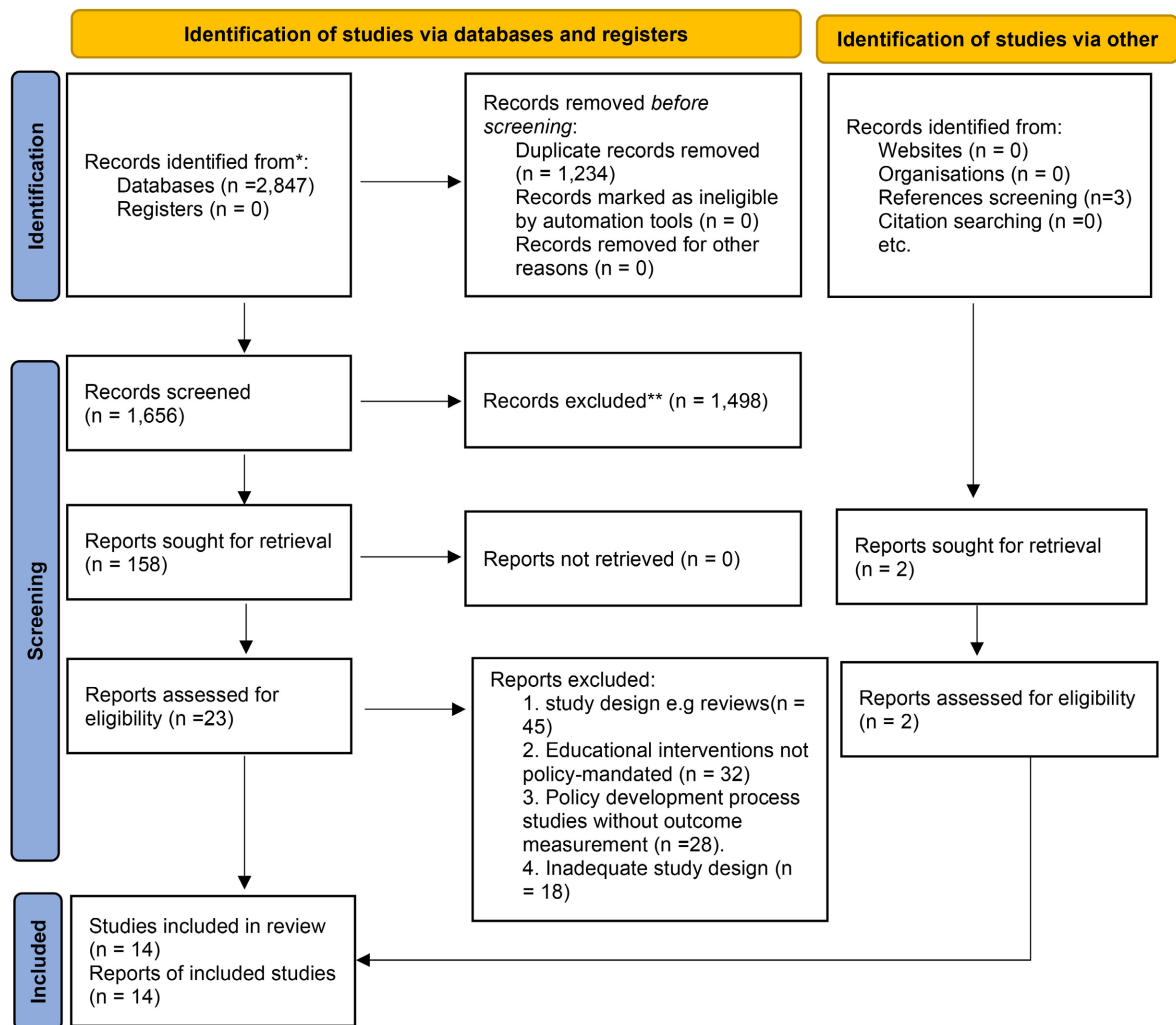 Identification of studies via databases and registers
Identification of studies via other
Identification
Records identified from*:
Databases (n =2,847)
Registers (n = 0)
Records removed before
screening:
Duplicate records removed
(n = 1,234)
Records marked as ineligible
by automation tools (n = 0)
Records removed for other
reasons (n = 0)
Records identified from:
Websites (n = 0)
Organisations (n = 0)
References screening (n=3)
Citation searching (n =0)
etc.
Screening
Records screened
(n = 1,656)
Records excluded** (n = 1,498)
Reports sought for retrieval
(n = 158)
Reports not retrieved (n = 0)
Reports sought for retrieval
(n = 2)
Reports assessed for
eligibility (n =23)
Reports excluded:
1. study design e.g reviews(n =
45)
2. Educational interventions not
policy-mandated (n = 32)
3. Policy development process
studies without outcome
measurement (n =28).
4. Inadequate study design (n
= 18)
Reports assessed for eligibility
(n = 2)
Included
Studies included in review
(n = 14)
Reports of included studies
(n = 14)